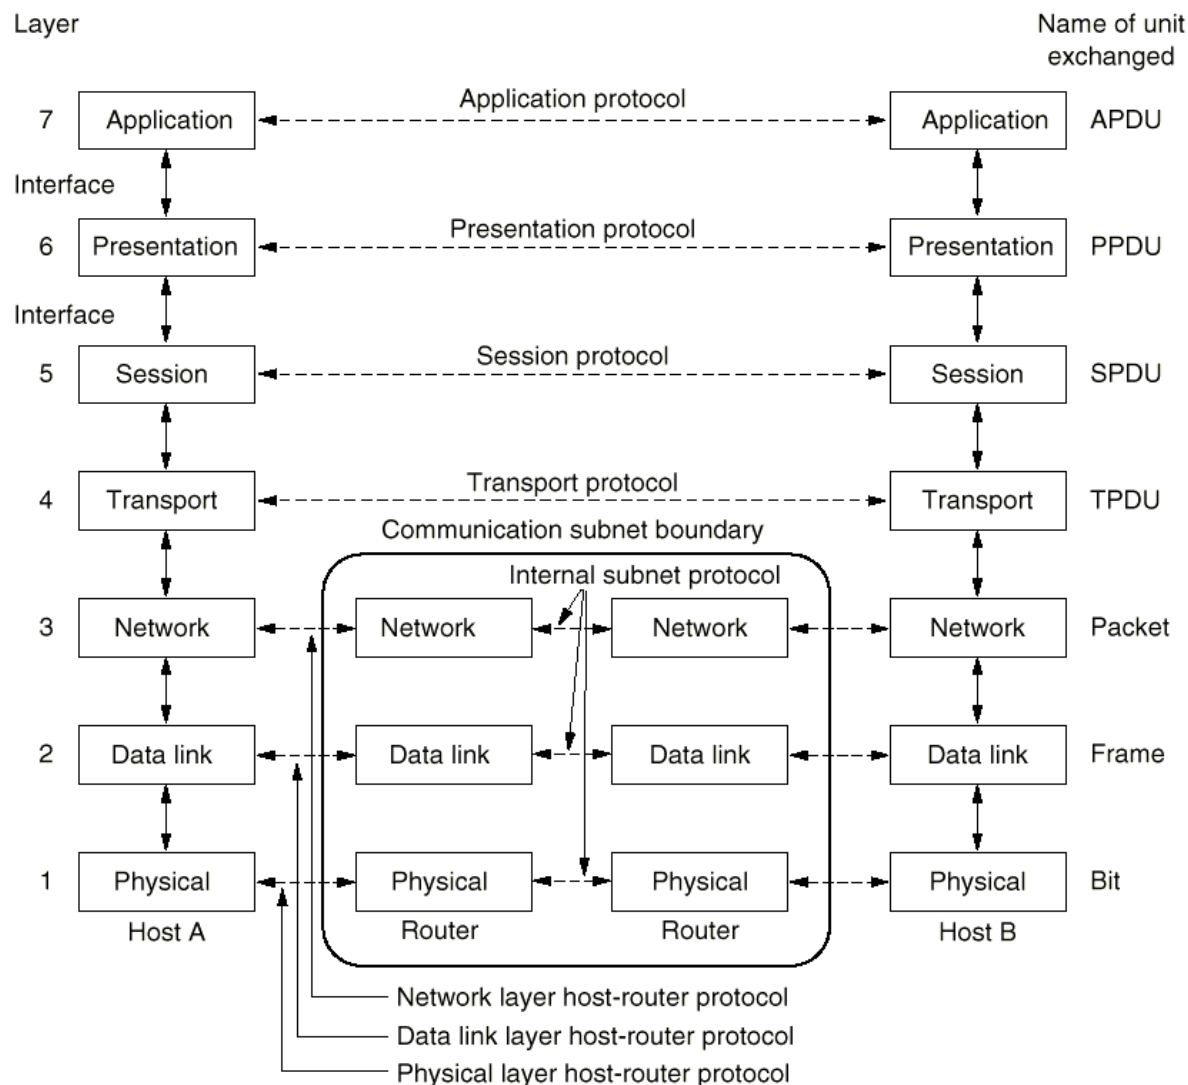 Layer
Name of unit
exchanged
7
Application
Application protocol
Application
APDU
Interface
6
Presentation
Presentation protocol
Presentation
PPDU
Interface
5
Session
Session protocol
Session
SPDU
4
Transport
Transport protocol
Transport
TPDU
Communication subnet boundary
Internal subnet protocol
3
Network
Network
Network
Network
Packet
2
Data link
Data link
Data link
Data link
Frame
1
Physical
Physical
Physical
Physical
Bit
Host A
Router
Router
Host B
Network layer host-router protocol
Data link layer host-router protocol
Physical layer host-router protocol